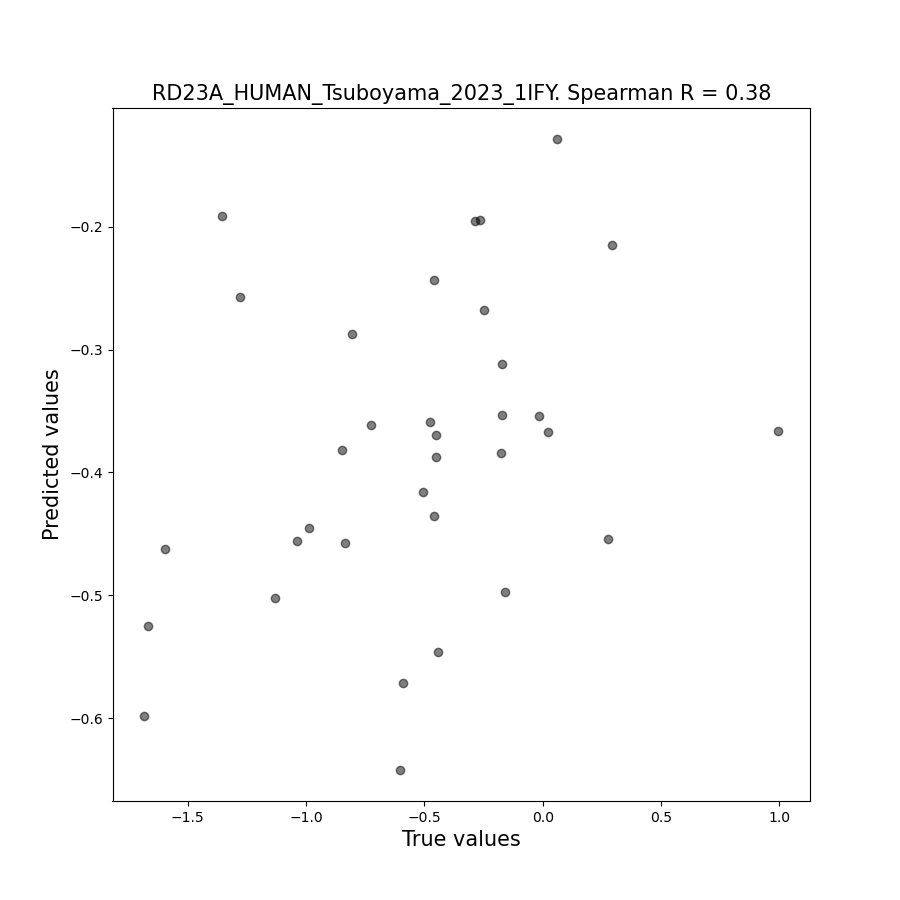 RD23A_HUMAN_Tsuboyama_2023_1IFY. Spearman R = 0.38
Predicted values
−0.2
−0.3
−0.4
−0.5
−0.6
−1.5 −1.0 −0.5 0.0 0.5 1.0
True values